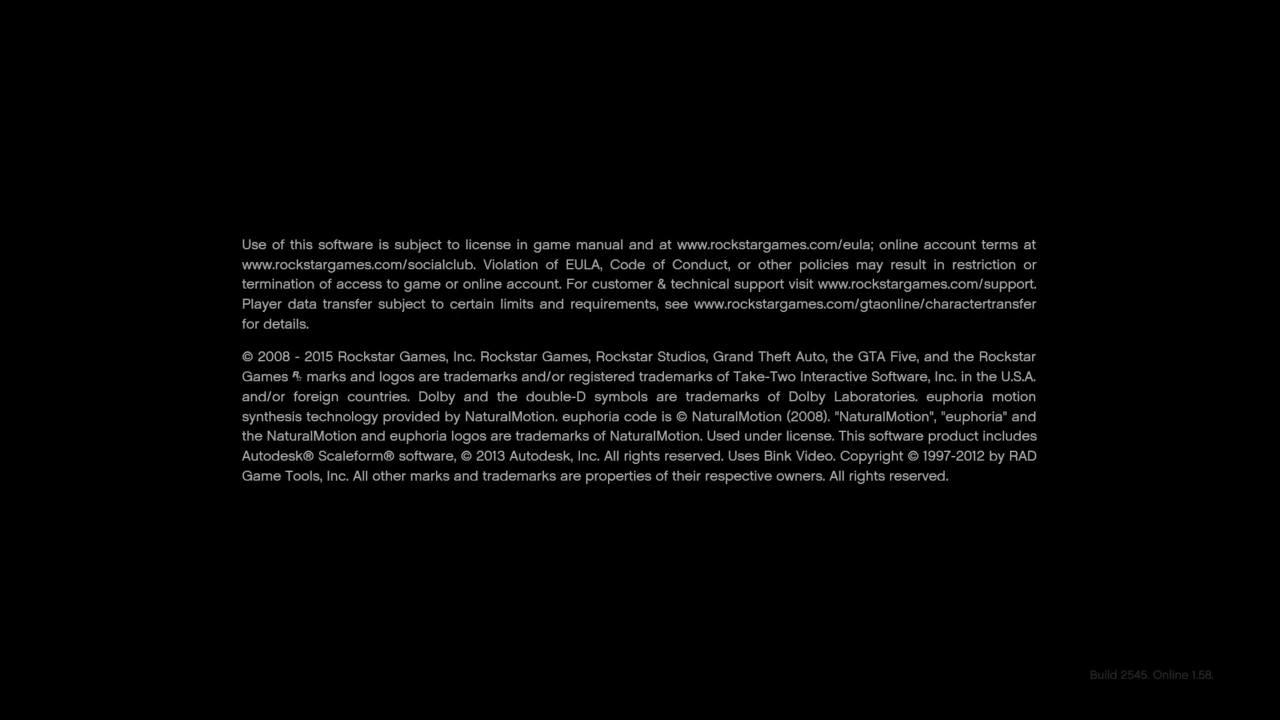 Use of this software is subject to license in game manual and at www.rockstargames.com/eula; online account terms at
www.rockstargames.com/socialclub. Violation of EULA, Code of Conduct, or other policies may result in restriction or
termination of access to game or online account. For customer & technical support visit www.rockstargames.com/support.
Player data transfer subject to certain limits and requirements, see www.rockstargames.com/gtaonline/charactertransfer
for details.
© 2008 - 2015 Rockstar Games, Inc. Rockstar Games, Rockstar Studios, Grand Theft Auto, the GTA Five, and the Rockstar
Games R* marks and logos are trademarks and/or registered trademarks of Take-Two Interactive Software, Inc. in the U.S.A.
and/or foreign countries. Dolby and the double-D symbols are trademarks of Dolby Laboratories. euphoria motion
synthesis technology provided by NaturalMotion. euphoria code is © NaturalMotion (2008). "NaturalMotion", "euphoria" and
the NaturalMotion and euphoria logos are trademarks of NaturalMotion. Used under license. This software product includes
Autodesk® Scaleform® software, © 2013 Autodesk, Inc. All rights reserved. Uses Bink Video. Copyright © 1997-2012 by RAD
Game Tools, Inc. All other marks and trademarks are properties of their respective owners. All rights reserved.
Build 2545. Online 1.58.